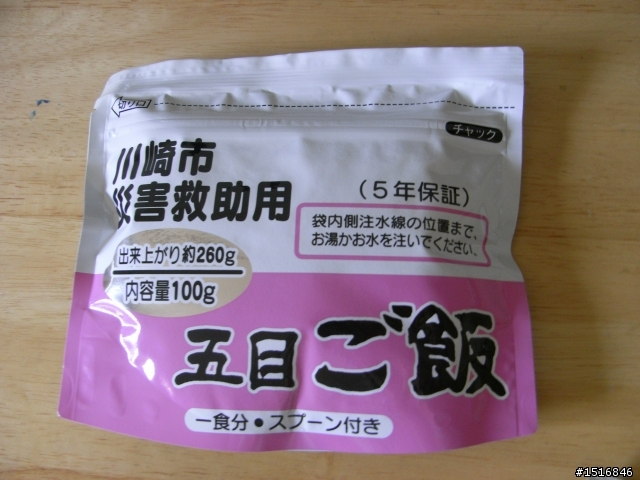 切り口
チャック
川崎市
災害救助用
(5年保証)
袋内側注水線の位置まで、
お湯かお水を注いでください。
出来上がり約260g
内容量100g
五目ご飯
一食分・スプーン付き
#1516846